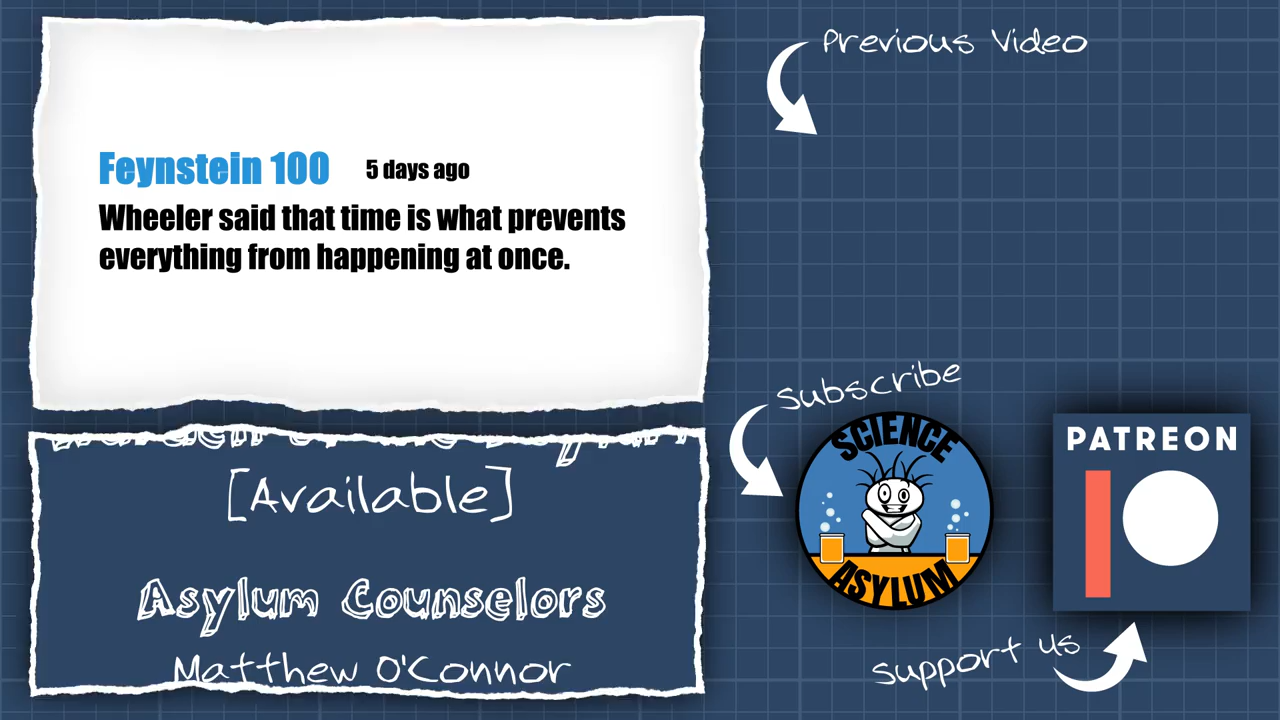 Previous Video
Feynstein 100 5 days ago
Wheeler said that time is what prevents
everything from happening at once.
Subscribe
SCIENCE
ASYLUM
PATREON
[Available]
Asylum Counselors
Matthew O'Connor
Support us